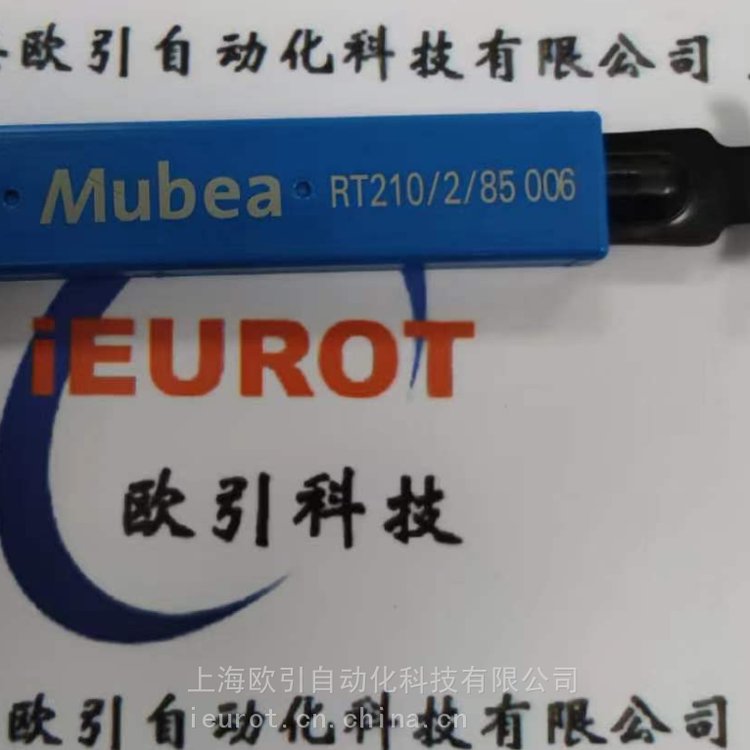 欧引自动化科技有限公司
Mubea RT210/2/85 006
iEUROT
欧引科技
上海欧引自动化科技有限公司
欧引自动化科技有限公司
ieurot.cn.china.cn